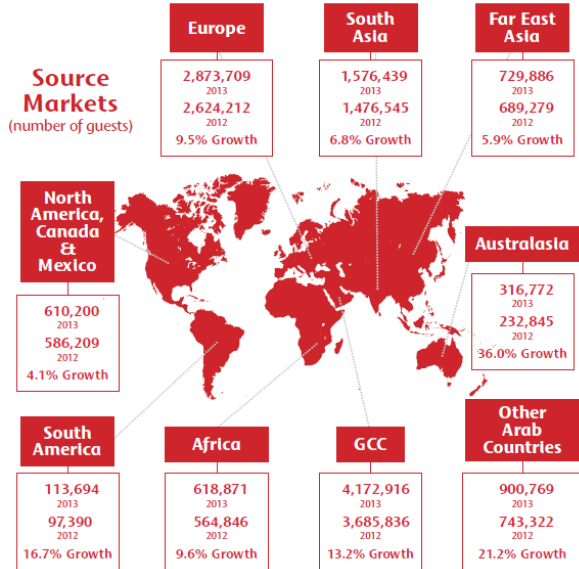 Source
Markets
(number of guests)
Europe
2,873,709
2013
2,624,212
2012
9.5% Growth
South
Asia
1,576,439
2013
1,476,545
2012
6.8% Growth
Far East
Asia
729,886
2013
689,279
2012
5.9% Growth
North
America,
Canada
&
Mexico
610,200
2013
586,209
2012
4.1% Growth
Australasia
316,772
2013
232,845
2012
36.0% Growth
South
America
113,694
2013
97,390
2012
16.7% Growth
Africa
618,871
2013
564,846
2012
9.6% Growth
GCC
4,172,916
2013
3,685,836
2012
13.2% Growth
Other
Arab
Countries
900,769
2013
743,322
2012
21.2% Growth